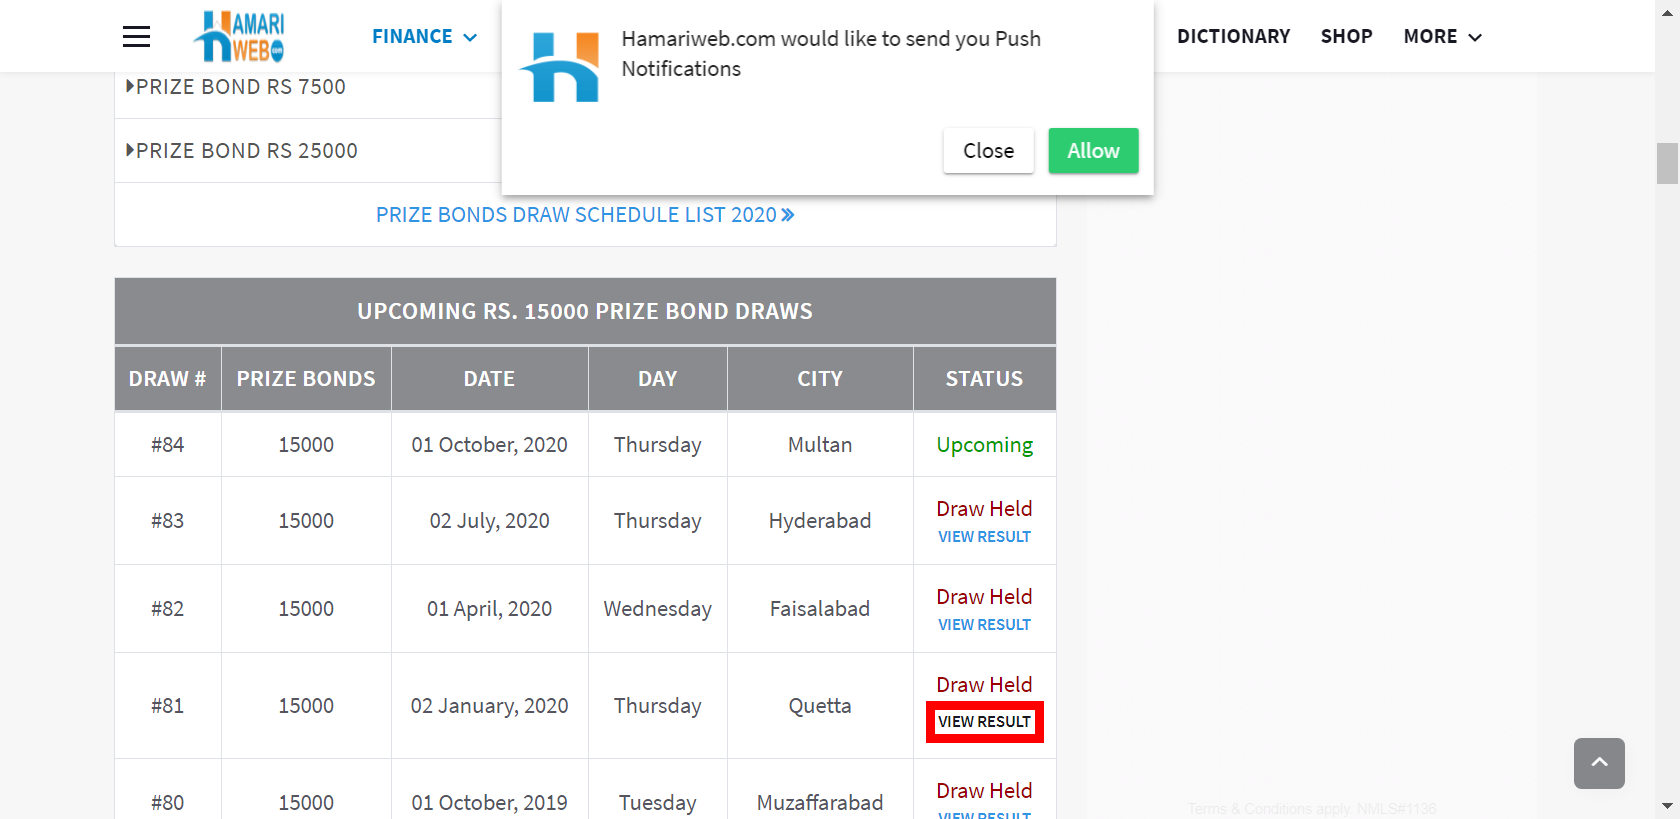 HAMARI
WEB.com
FINANCE
DICTIONARY
SHOP
MORE
Hamariweb.com would like to send you Push
Notifications
Close
Allow
PRIZE BOND RS 7500
PRIZE BOND RS 25000
PRIZE BONDS DRAW SCHEDULE LIST 2020
UPCOMING RS. 15000 PRIZE BOND DRAWS
DRAW # PRIZE BONDS DATE DAY CITY STATUS
#84 15000 01 October, 2020 Thursday Multan Upcoming
#83 15000 02 July, 2020 Thursday Hyderabad Draw Held
VIEW RESULT
#82 15000 01 April, 2020 Wednesday Faisalabad Draw Held
VIEW RESULT
#81 15000 02 January, 2020 Thursday Quetta Draw Held
VIEW RESULT
#80 15000 01 October, 2019 Tuesday Muzaffarabad Draw Held
VIEW RESULT
Terms & Conditions apply. NMLS#1136